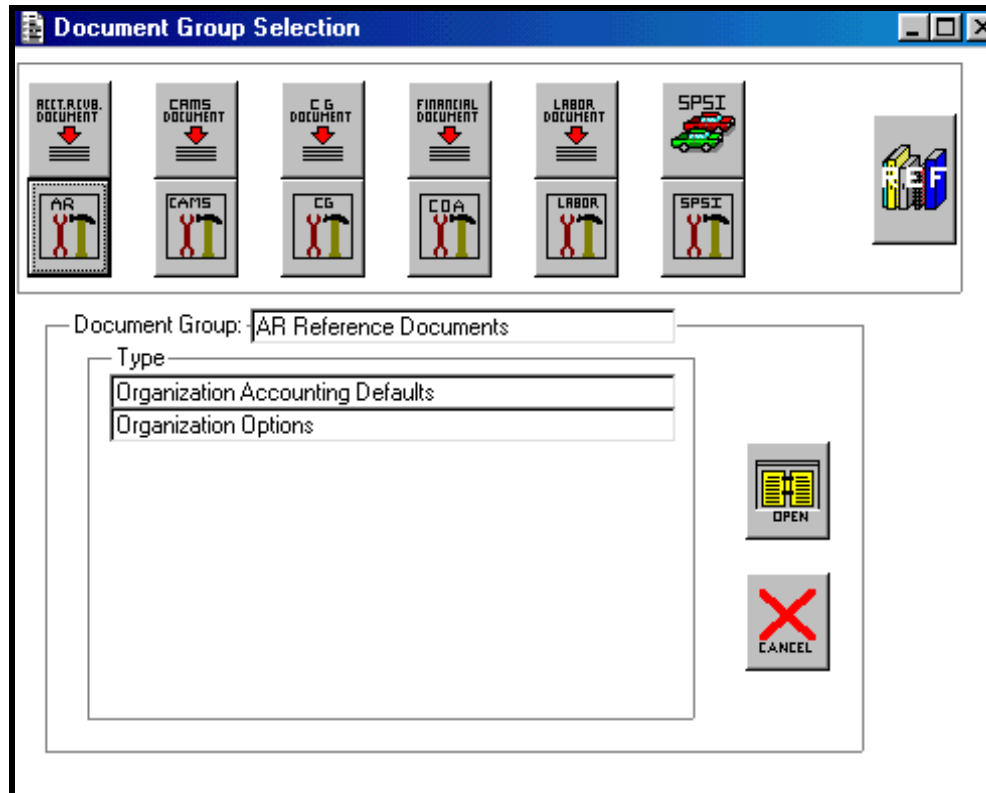 Document Group Selection
ACCT.RCVB. DOCUMENT
CAMS DOCUMENT
C G DOCUMENT
FINANCIAL DOCUMENT
LABOR DOCUMENT
SPSI
REF
AR
CAMS
CG
COA
LABOR
SPSI
Document Group: AR Reference Documents
Type
Organization Accounting Defaults
Organization Options
OPEN
CANCEL